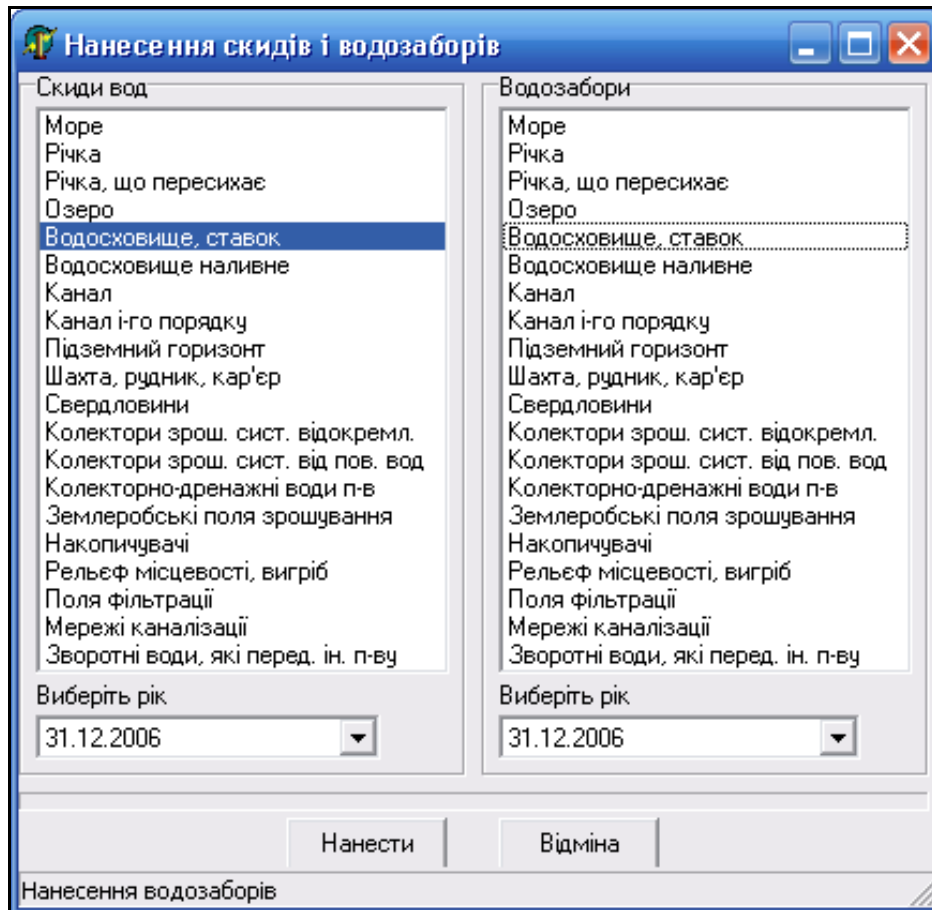 Нанесення скидів і водозаборів
Скиди вод
Море
Річка
Річка, що пересихає
Озеро
Водосховище, ставок
Водосховище наливне
Канал
Канал і-го порядку
Підземний горизонт
Шахта, рудник, кар'єр
Свердловини
Колектори зрош. сист. відокремл.
Колектори зрош. сист. від пов. вод
Колекторно-дренажні води п-в
Землеробські поля зрошування
Накопичувачі
Рельєф місцевості, вигріб
Поля фільтрації
Мережі каналізації
Зворотні води, які перед. ін. п-ву
Виберіть рік
31.12.2006
Водозабори
Море
Річка
Річка, що пересихає
Озеро
Водосховище, ставок
Водосховище наливне
Канал
Канал і-го порядку
Підземний горизонт
Шахта, рудник, кар'єр
Свердловини
Колектори зрош. сист. відокремл.
Колектори зрош. сист. від пов. вод
Колекторно-дренажні води п-в
Землеробські поля зрошування
Накопичувачі
Рельєф місцевості, вигріб
Поля фільтрації
Мережі каналізації
Зворотні води, які перед. ін. п-ву
Виберіть рік
31.12.2006
Нанести
Відміна
Нанесення водозаборів